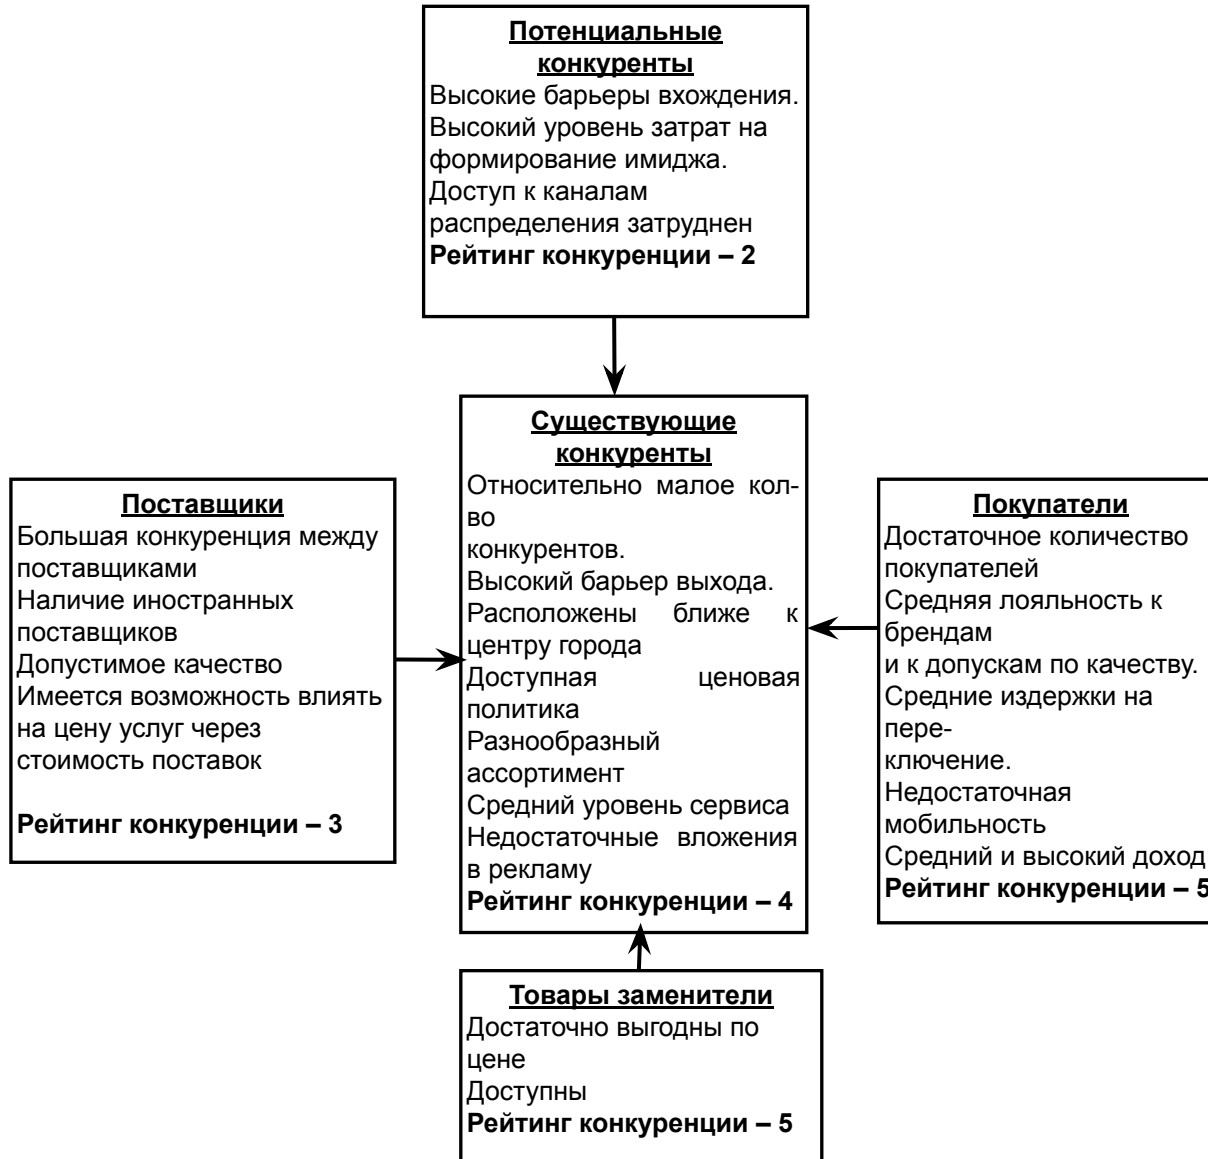 Потенциальные
конкуренты
Высокие барьеры вхождения.
Высокий уровень затрат на
формирование имиджа.
Доступ к каналам
распределения затруднен
Рейтинг конкуренции – 2
Существующие
конкуренты
Относительно малое кол-
во
конкурентов.
Высокий барьер выхода.
Расположены ближе к
центру города
Доступная ценовая
политика
Разнообразный
ассортимент
Средний уровень сервиса
Недостаточные вложения
в рекламу
Рейтинг конкуренции – 4
Поставщики
Большая конкуренция между
поставщиками
Наличие иностранных
поставщиков
Допустимое качество
Имеется возможность влиять
на цену услуг через
стоимость поставок
Рейтинг конкуренции – 3
Покупатели
Достаточное количество
покупателей
Средняя лояльность к
брендам
и к допускам по качеству.
Средние издержки на
пере-
ключение.
Недостаточная
мобильность
Средний и высокий доход
Рейтинг конкуренции – 5
Товары заменители
Достаточно выгодны по
цене
Доступны
Рейтинг конкуренции – 5